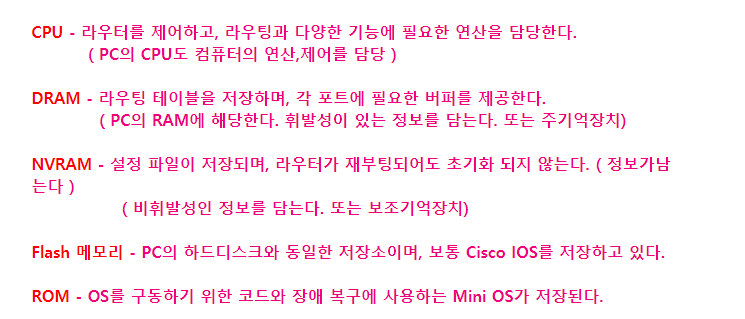 CPU - 라우터를 제어하고, 라우팅과 다양한 기능에 필요한 연산을 담당한다.
( PC의 CPU도 컴퓨터의 연산,제어를 담당 )
DRAM - 라우팅 테이블을 저장하며, 각 포트에 필요한 버퍼를 제공한다.
( PC의 RAM에 해당한다. 휘발성이 있는 정보를 담는다. 또는 주기억장치)
NVRAM - 설정 파일이 저장되며, 라우터가 재부팅되어도 초기화 되지 않는다. ( 정보가남
는다 )
( 비휘발성인 정보를 담는다. 또는 보조기억장치)
Flash 메모리 - PC의 하드디스크와 동일한 저장소이며, 보통 Cisco IOS를 저장하고 있다.
ROM - OS를 구동하기 위한 코드와 장애 복구에 사용하는 Mini OS가 저장된다.